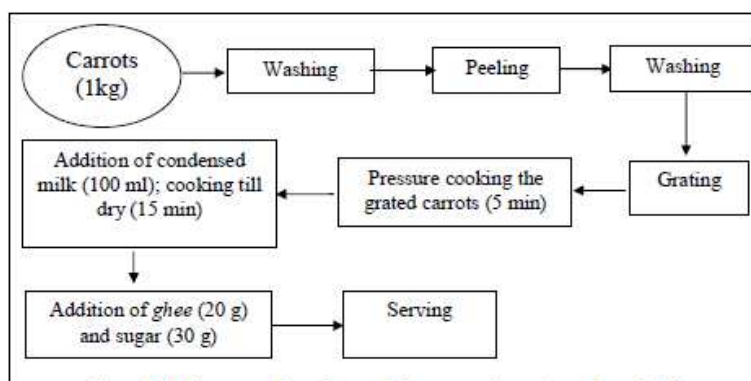 Carrots
(1kg)
Washing
Peeling
Washing
Grating
Pressure cooking the
grated carrots (5 min)
Addition of condensed
milk (100 ml); cooking till
dry (15 min)
Addition of ghee (20 g)
and sugar (30 g)
Serving